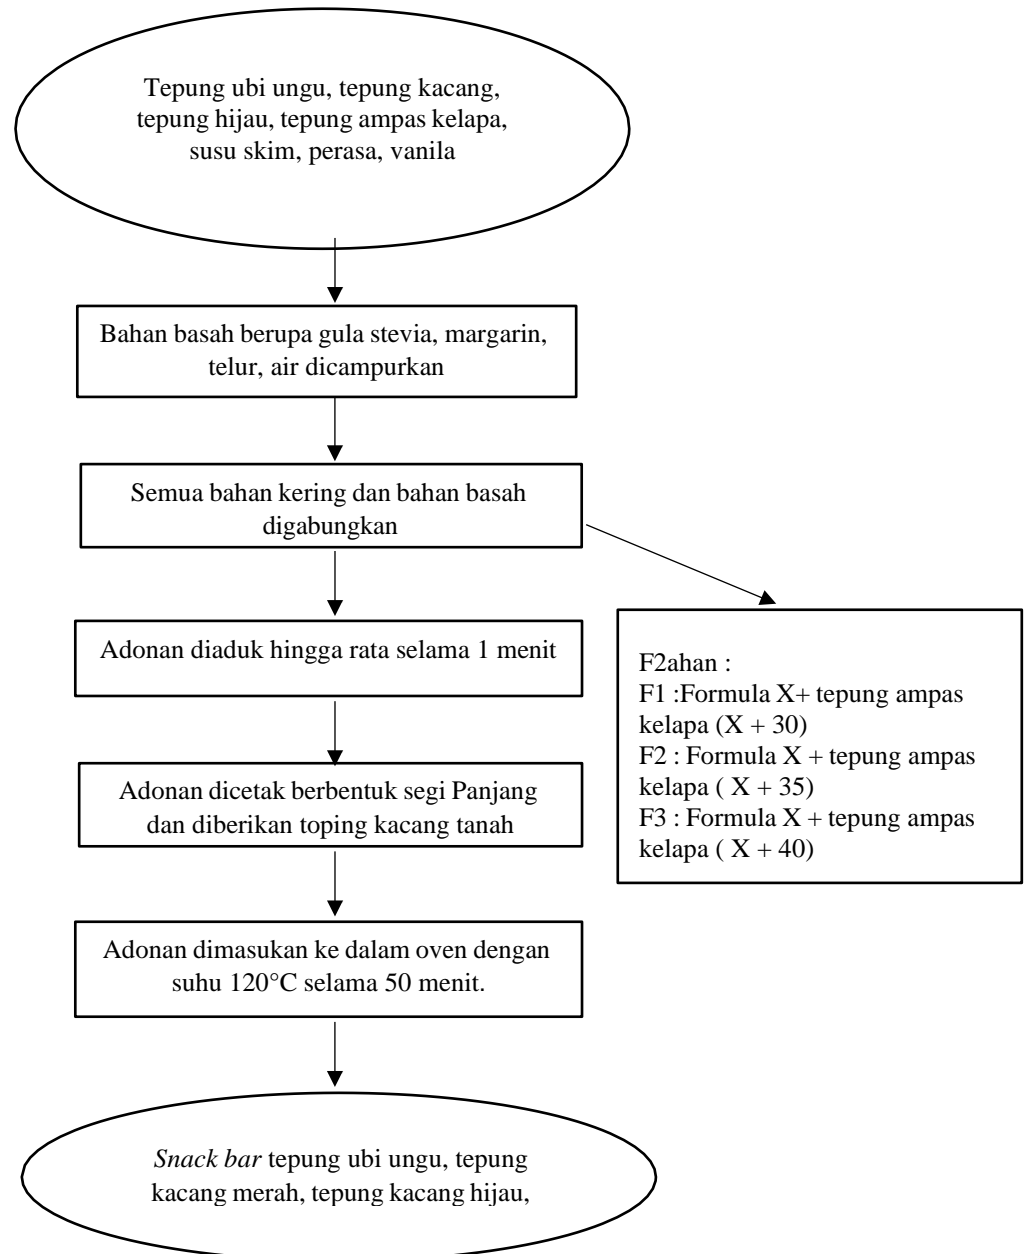 Tepung ubi ungu, tepung kacang,
tepung hijau, tepung ampas kelapa,
susu skim, perasa, vanila
Bahan basah berupa gula stevia, margarin,
telur, air dicampurkan
Semua bahan kering dan bahan basah
digabungkan
Adonan diaduk hingga rata selama 1 menit
F2ahan :
F1 :Formula X+ tepung ampas
kelapa (X + 30)
F2 : Formula X + tepung ampas
kelapa ( X + 35)
F3 : Formula X + tepung ampas
kelapa ( X + 40)
Adonan dicetak berbentuk segi Panjang
dan diberikan toping kacang tanah
Adonan dimasukan ke dalam oven dengan
suhu 120°C selama 50 menit.
Snack bar tepung ubi ungu, tepung
kacang merah, tepung kacang hijau,